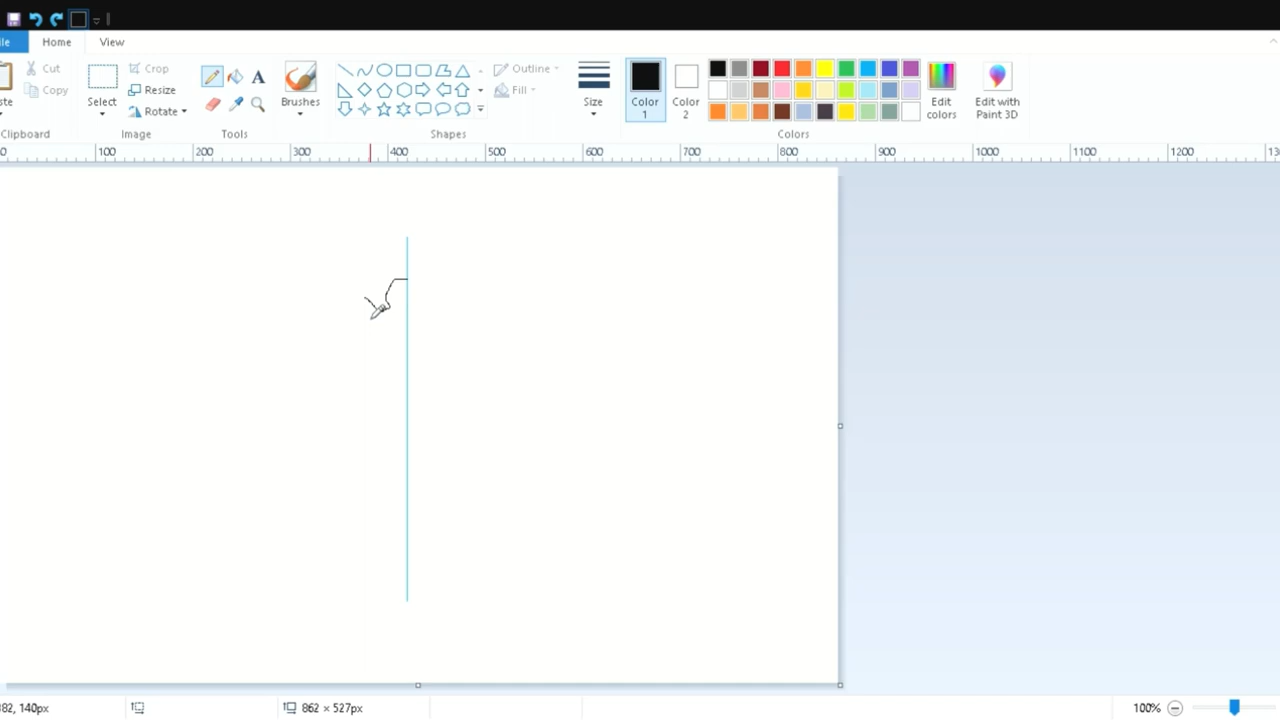 ile Home View
Cut
Copy
ste
Clipboard
Select
Crop
Resize
Rotate
Image
A
Tools
Brushes
Shapes
Outline
Fill
Size
Color
1
Color
2
Colors
Edit
colors
Edit with
Paint 3D
0 100 200 300 400 500 600 700 800 900 1000 1100 1200 13
382, 140px 862 × 527px 100%